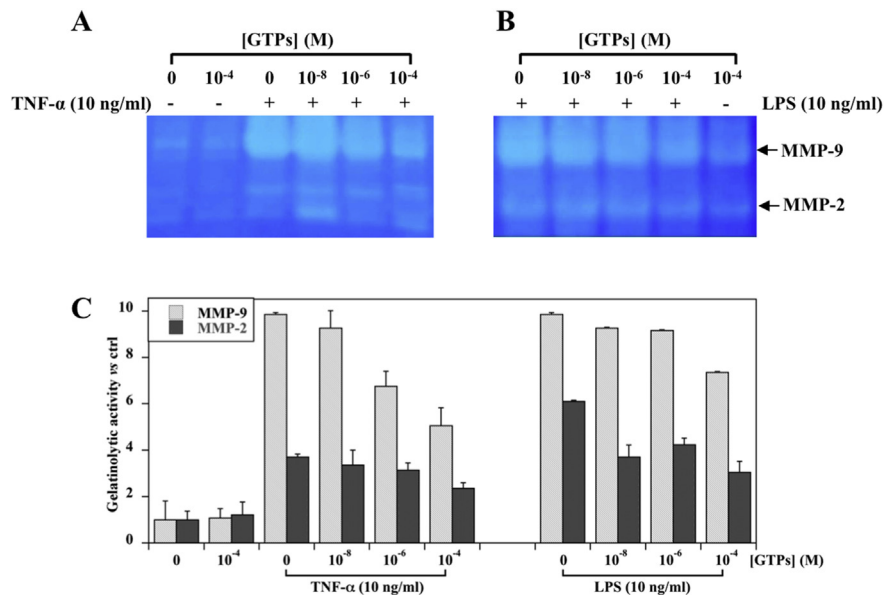 A
B
[GTPs] (M)
[GTPs] (M)
0 10⁻⁴ 0 10⁻⁸ 10⁻⁶ 10⁻⁴
0 10⁻⁸ 10⁻⁶ 10⁻⁴ 10⁻⁴
TNF-α (10 ng/ml) - - + + + +
+ + + + - LPS (10 ng/ml)
MMP-9
MMP-2
C
MMP-9
MMP-2
Gelatinolytic activity vs ctrl
10
8
6
4
2
0
0 10⁻⁴ 0 10⁻⁸ 10⁻⁶ 10⁻⁴ 0 10⁻⁸ 10⁻⁶ 10⁻⁴ [GTPs] (M)
TNF-α (10 ng/ml) LPS (10 ng/ml)